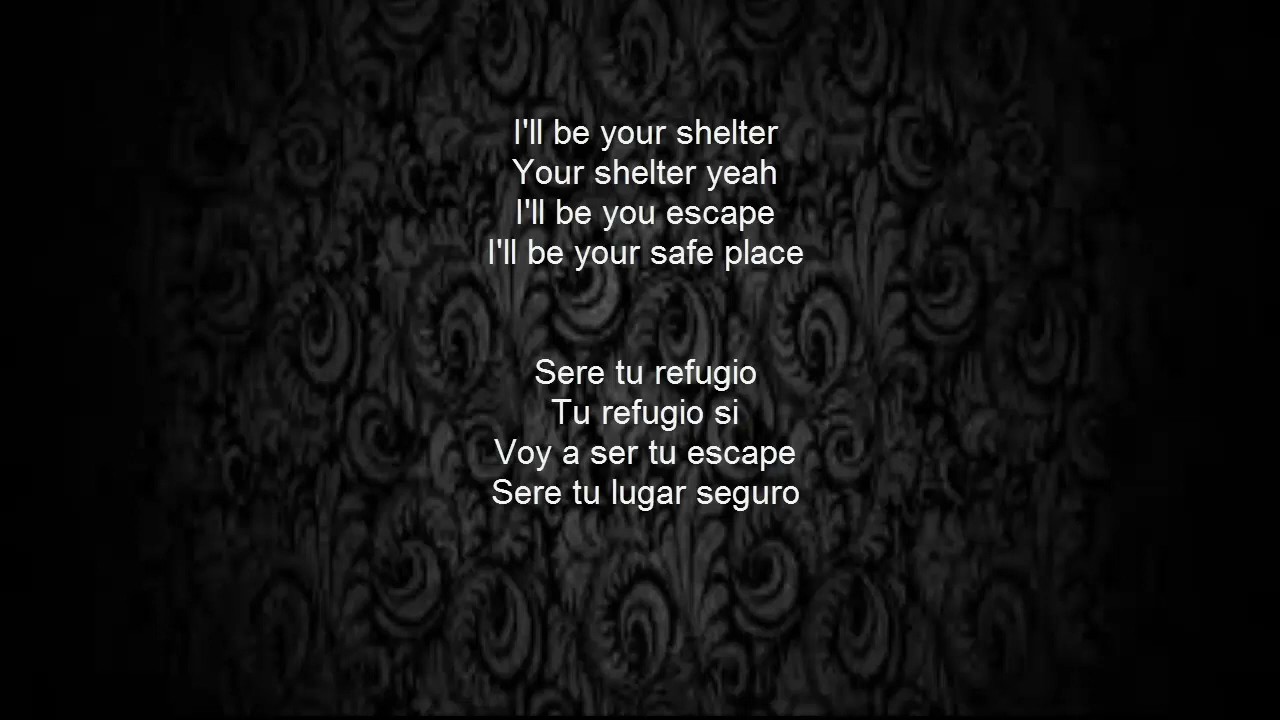 I'll be your shelter
Your shelter yeah
I'll be you escape
I'll be your safe place
Sere tu refugio
Tu refugio si
Voy a ser tu escape
Sere tu lugar seguro